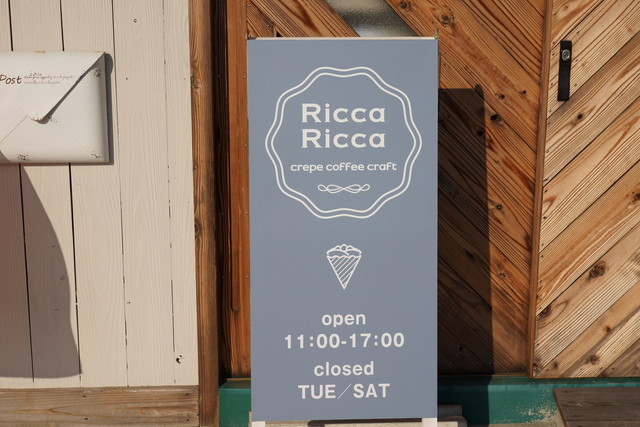 Post
Ricca
Ricca
crepe coffee craft
open
11:00-17:00
closed
TUE/SAT